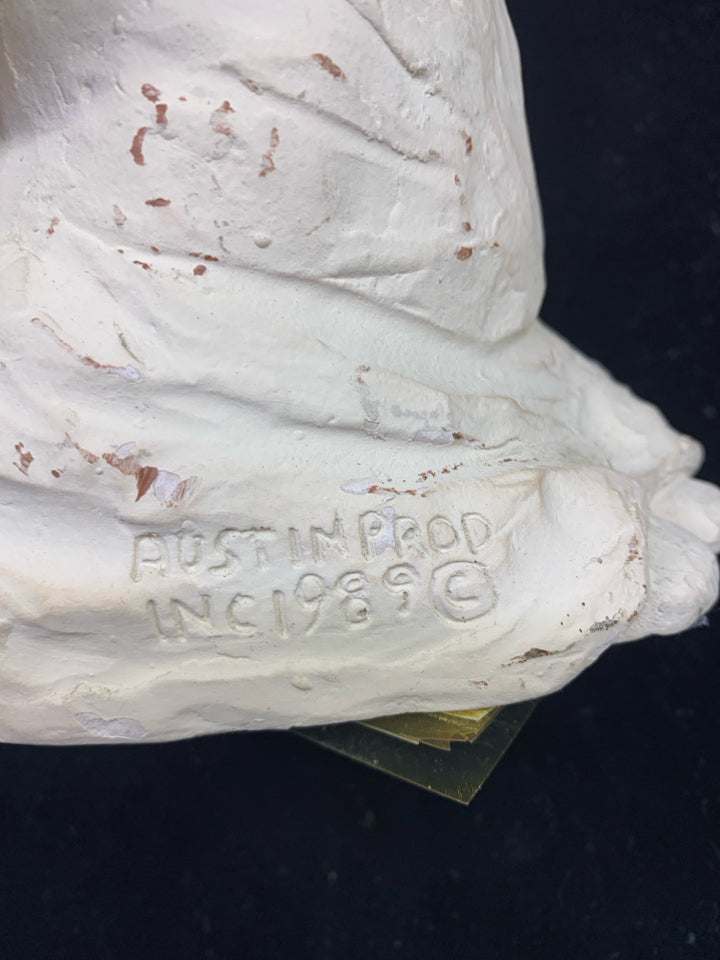 AUSTIN PROD
INC 1989 ©